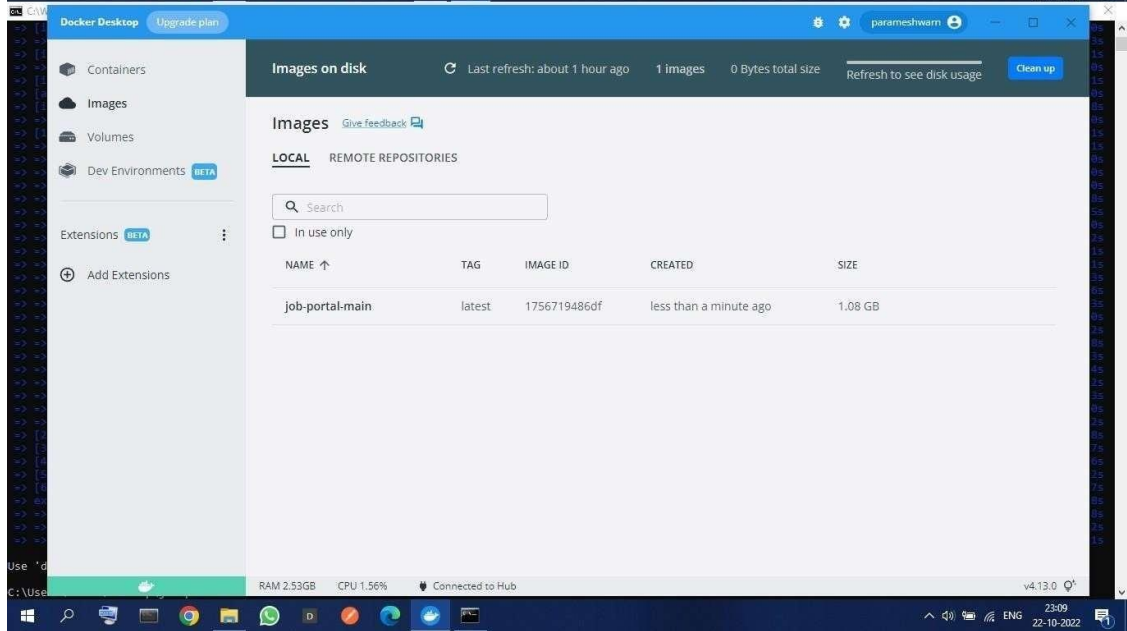 C:\W
Docker Desktop Upgrade plan parameshwarn
Containers
Images
Volumes
Dev Environments BETA
Extensions BETA
Add Extensions
Images on disk Last refresh: about 1 hour ago 1 images 0 Bytes total size Refresh to see disk usage Clean up
Images Give feedback
LOCAL REMOTE REPOSITORIES
Search
In use only
NAME TAG IMAGE ID CREATED SIZE
job-portal-main latest 1756719486df less than a minute ago 1.08 GB
Use 'd
C:\Use
RAM 2.53GB CPU 1.56% Connected to Hub v4.13.0
ENG 23:09
22-10-2022